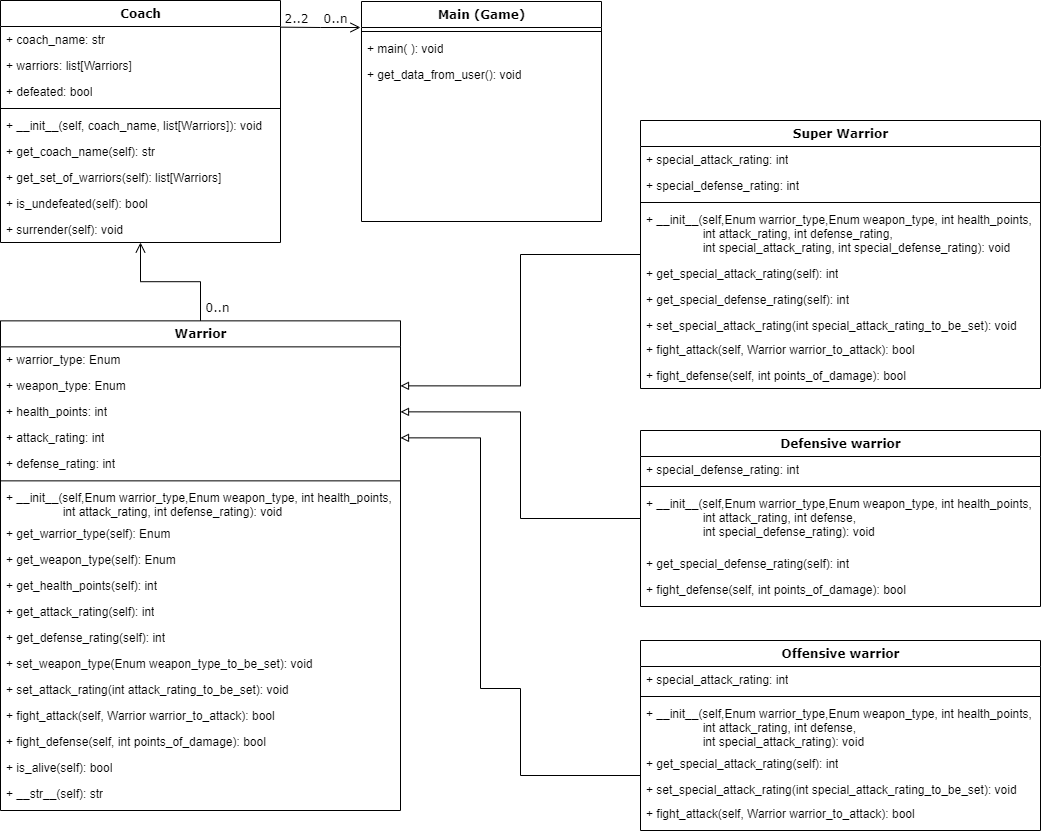 Coach
+ coach_name: str
+ warriors: list[Warriors]
+ defeated: bool
+ __init__(self, coach_name, list[Warriors]): void
+ get_coach_name(self): str
+ get_set_of_warriors(self): list[Warriors]
+ is_undefeated(self): bool
+ surrender(self): void
2..2 0..n
Main (Game)
+ main( ): void
+ get_data_from_user(): void
0..n
Warrior
+ warrior_type: Enum
+ weapon_type: Enum
+ health_points: int
+ attack_rating: int
+ defense_rating: int
+ __init__(self,Enum warrior_type,Enum weapon_type, int health_points,
int attack_rating, int defense_rating): void
+ get_warrior_type(self): Enum
+ get_weapon_type(self): Enum
+ get_health_points(self): int
+ get_attack_rating(self): int
+ get_defense_rating(self): int
+ set_weapon_type(Enum weapon_type_to_be_set): void
+ set_attack_rating(int attack_rating_to_be_set): void
+ fight_attack(self, Warrior warrior_to_attack): bool
+ fight_defense(self, int points_of_damage): bool
+ is_alive(self): bool
+ __str__(self): str
Super Warrior
+ special_attack_rating: int
+ special_defense_rating: int
+ __init__(self,Enum warrior_type,Enum weapon_type, int health_points,
int attack_rating, int defense_rating,
int special_attack_rating, int special_defense_rating): void
+ get_special_attack_rating(self): int
+ get_special_defense_rating(self): int
+ set_special_attack_rating(int special_attack_rating_to_be_set): void
+ fight_attack(self, Warrior warrior_to_attack): bool
+ fight_defense(self, int points_of_damage): bool
Defensive warrior
+ special_defense_rating: int
+ __init__(self,Enum warrior_type,Enum weapon_type, int health_points,
int attack_rating, int defense,
int special_defense_rating): void
+ get_special_defense_rating(self): int
+ fight_defense(self, int points_of_damage): bool
Offensive warrior
+ special_attack_rating: int
+ __init__(self,Enum warrior_type,Enum weapon_type, int health_points,
int attack_rating, int defense,
int special_attack_rating): void
+ get_special_attack_rating(self): int
+ set_special_attack_rating(int special_attack_rating_to_be_set): void
+ fight_attack(self, Warrior warrior_to_attack): bool